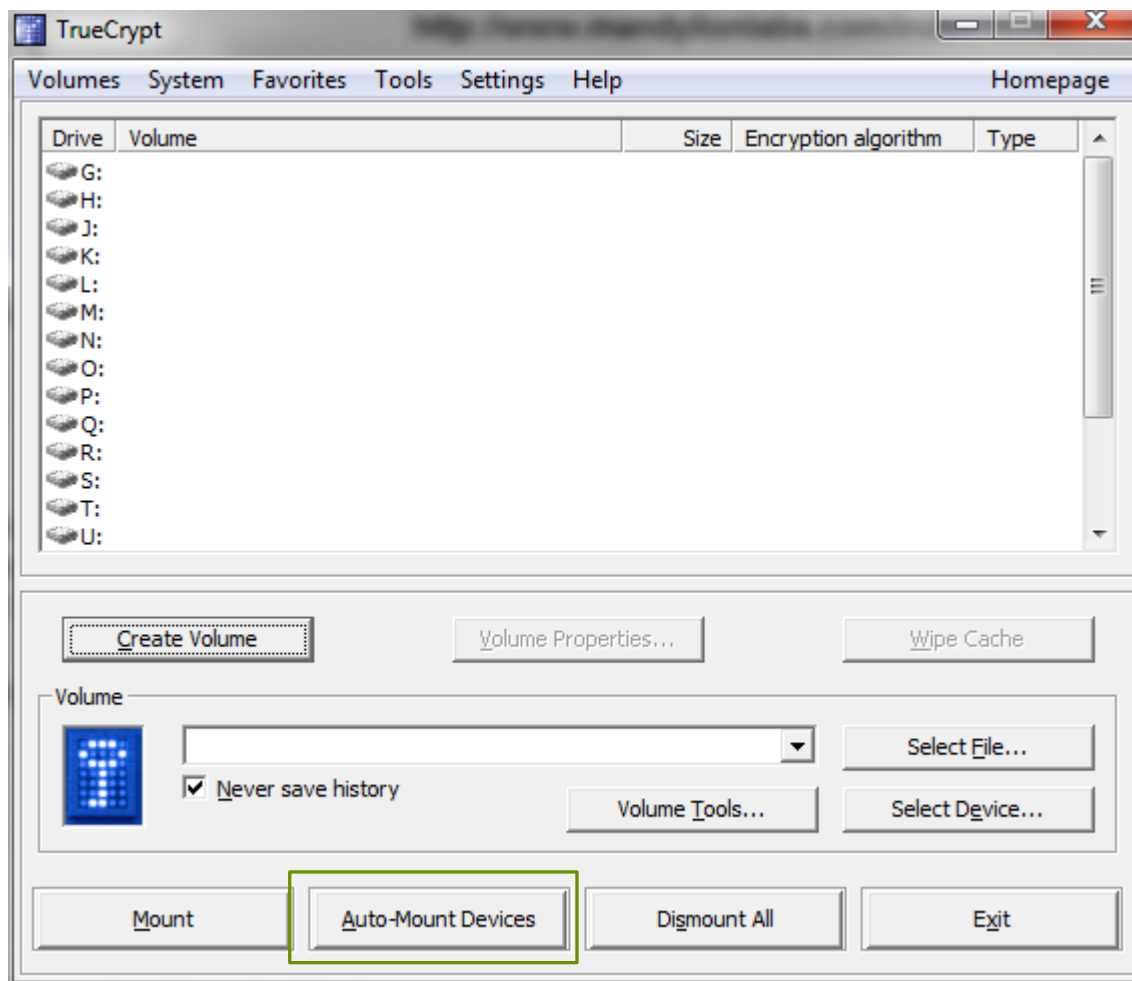 TrueCrypt
Volumes System Favorites Tools Settings Help Homepage
Drive Volume Size Encryption algorithm Type
G:
H:
J:
K:
L:
M:
N:
O:
P:
Q:
R:
S:
T:
U:
Create Volume Volume Properties... Wipe Cache
Volume
Select File...
Never save history
Volume Tools... Select Device...
Mount Auto-Mount Devices Dismount All Exit